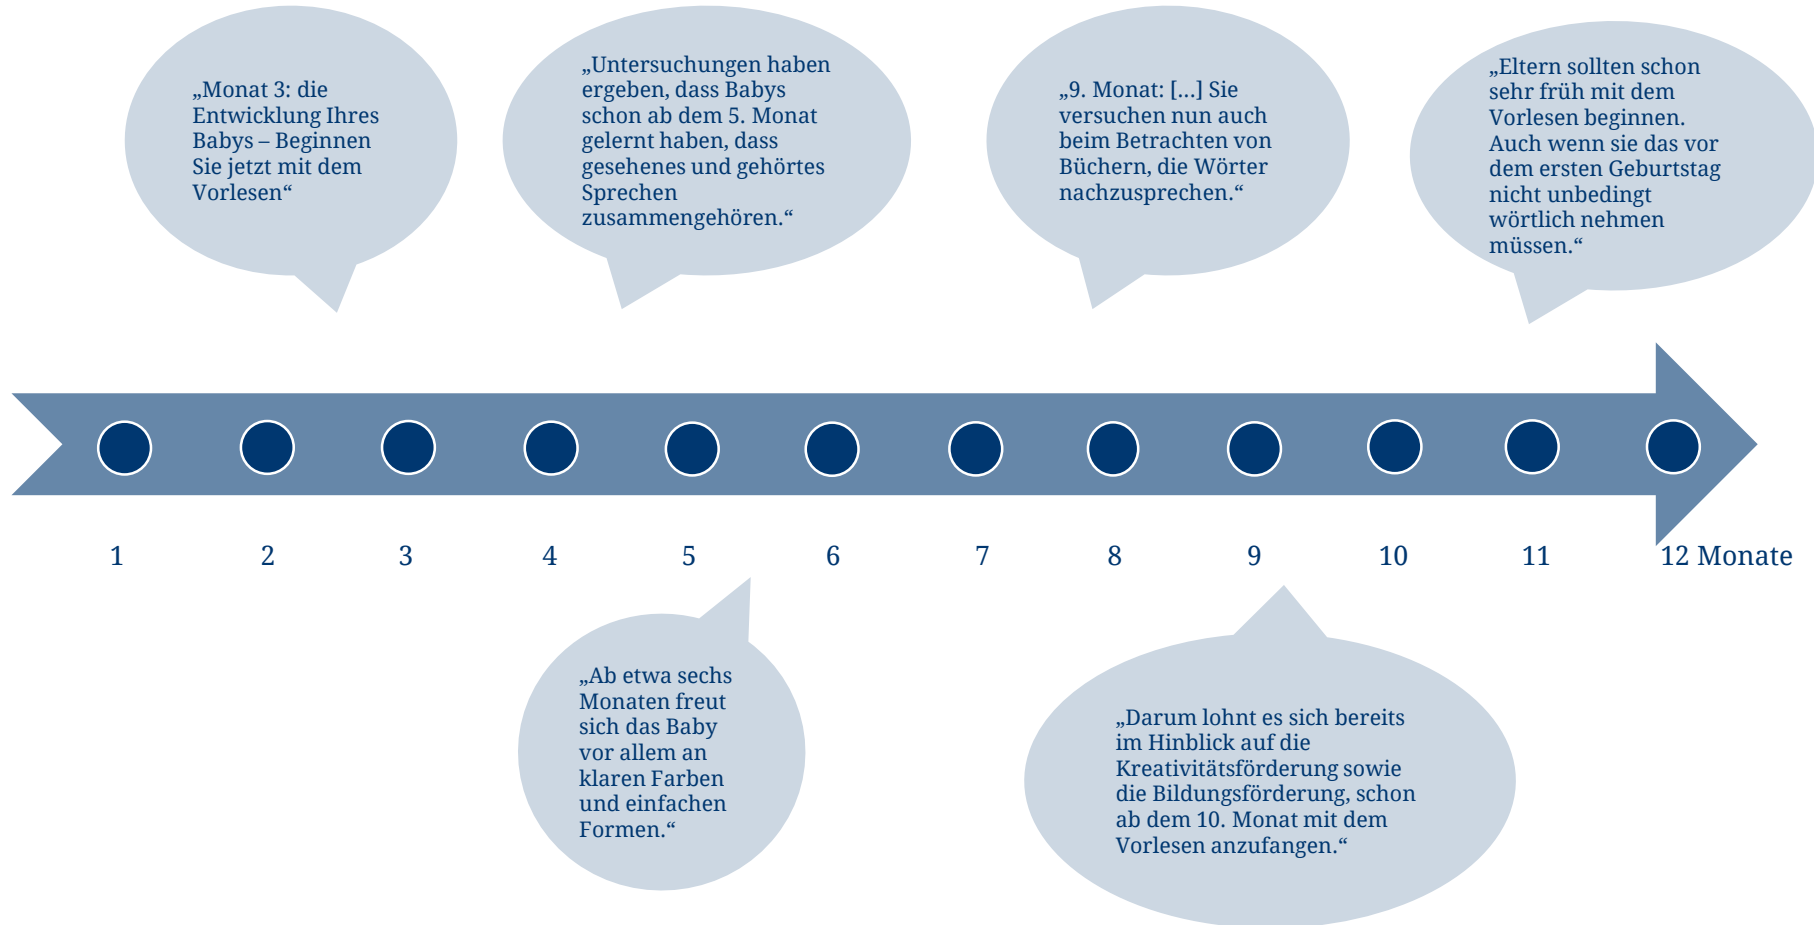 „Monat 3: die
Entwicklung Ihres
Babys – Beginnen
Sie jetzt mit dem
Vorlesen“
„Untersuchungen haben
ergeben, dass Babys
schon ab dem 5. Monat
gelernt haben, dass
gesehenes und gehörtes
Sprechen
zusammengehören.“
„9. Monat: [...] Sie
versuchen nun auch
beim Betrachten von
Büchern, die Wörter
nachzusprechen.“
„Eltern sollten schon
sehr früh mit dem
Vorlesen beginnen.
Auch wenn sie das vor
dem ersten Geburtstag
nicht unbedingt
wörtlich nehmen
müssen.“
1 2 3 4 5 6 7 8 9 10 11 12 Monate
„Ab etwa sechs
Monaten freut
sich das Baby
vor allem an
klaren Farben
und einfachen
Formen.“
„Darum lohnt es sich bereits
im Hinblick auf die
Kreativitätsförderung sowie
die Bildungsförderung, schon
ab dem 10. Monat mit dem
Vorlesen anzufangen.“